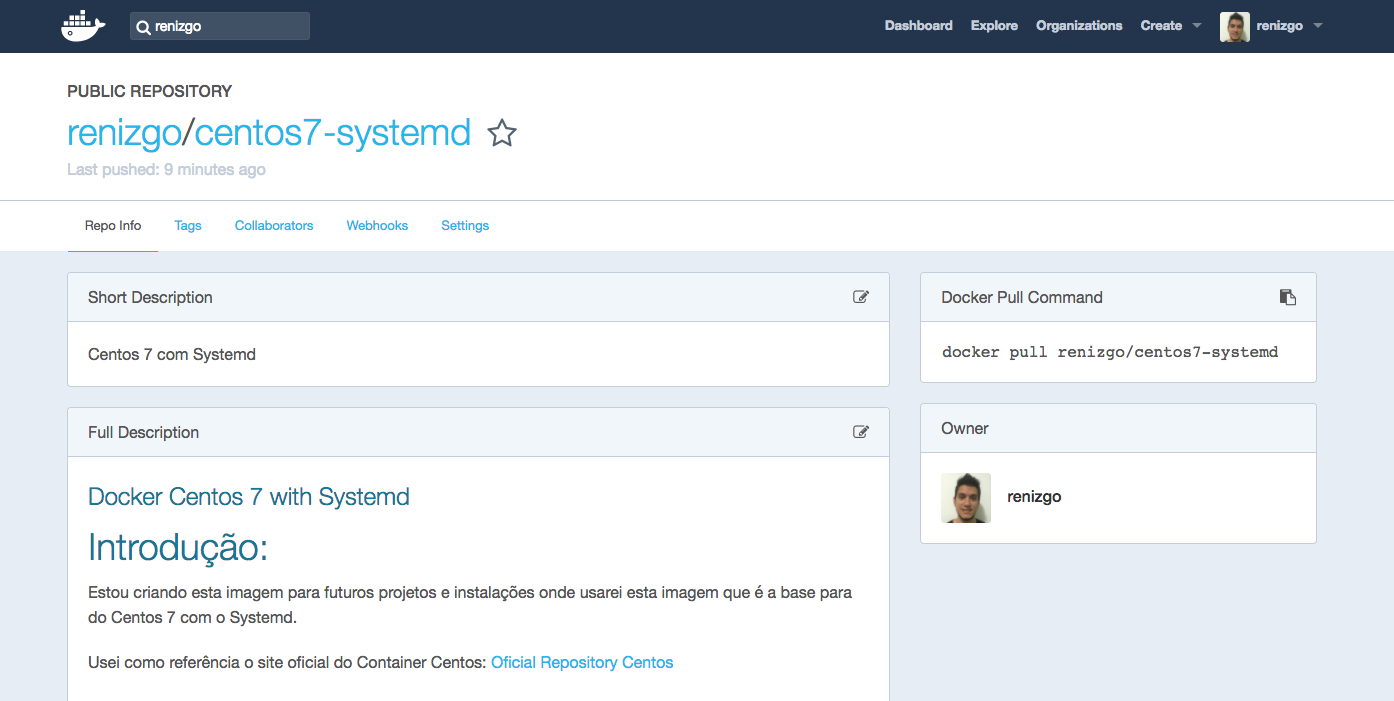 renizgo
Dashboard Explore Organizations Create renizgo
PUBLIC REPOSITORY
renizgo/centos7-systemd
Last pushed: 9 minutes ago
Repo Info Tags Collaborators Webhooks Settings
Short Description
Centos 7 com Systemd
Docker Pull Command
docker pull renizgo/centos7-systemd
Full Description
Docker Centos 7 with Systemd
Introdução:
Estou criando esta imagem para futuros projetos e instalações onde usarei esta imagem que é a base para
do Centos 7 com o Systemd.
Usei como referência o site oficial do Container Centos: Oficial Repository Centos
Owner
renizgo